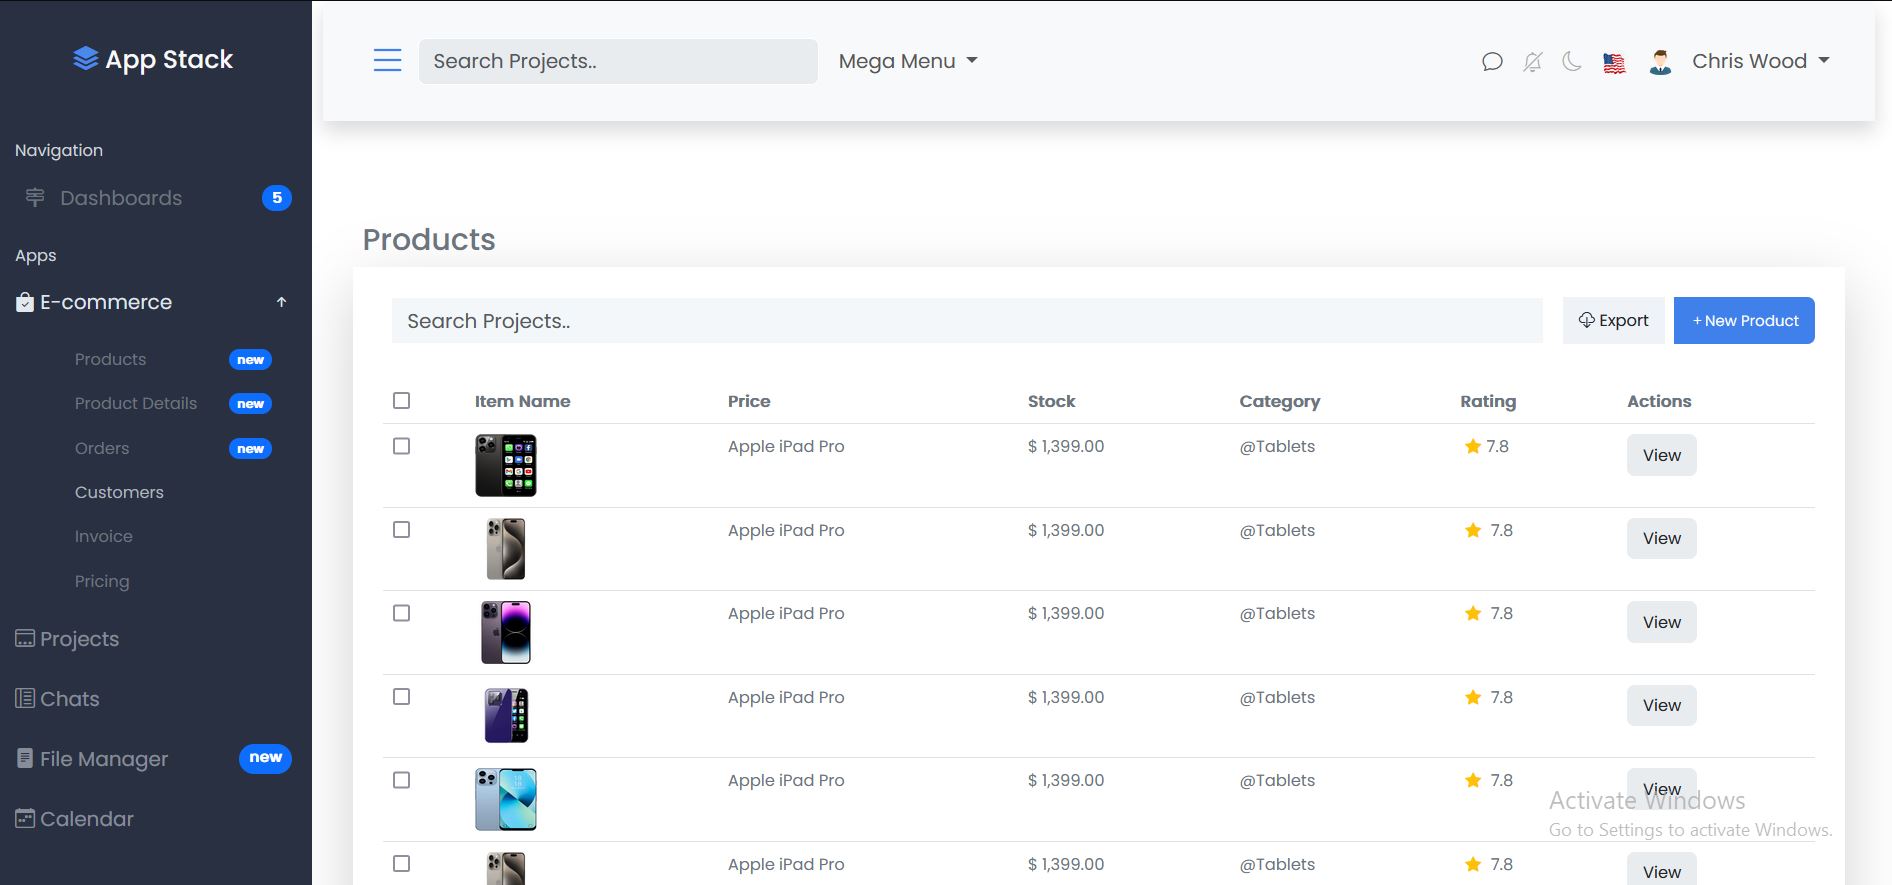 App Stack
Search Projects..
Mega Menu
Chris Wood
Navigation
Dashboards 5
Apps
E-commerce
Products new
Product Details new
Orders new
Customers
Invoice
Pricing
Projects
Chats
File Manager new
Calendar
Products
Search Projects..
Export
+ New Product
Item Name Price Stock Category Rating Actions
Apple iPad Pro $ 1,399.00 @Tablets 7.8 View
Apple iPad Pro $ 1,399.00 @Tablets 7.8 View
Apple iPad Pro $ 1,399.00 @Tablets 7.8 View
Apple iPad Pro $ 1,399.00 @Tablets 7.8 View
Apple iPad Pro $ 1,399.00 @Tablets 7.8 View
Activate Windows
Go to Settings to activate Windows.
Apple iPad Pro $ 1,399.00 @Tablets 7.8 View